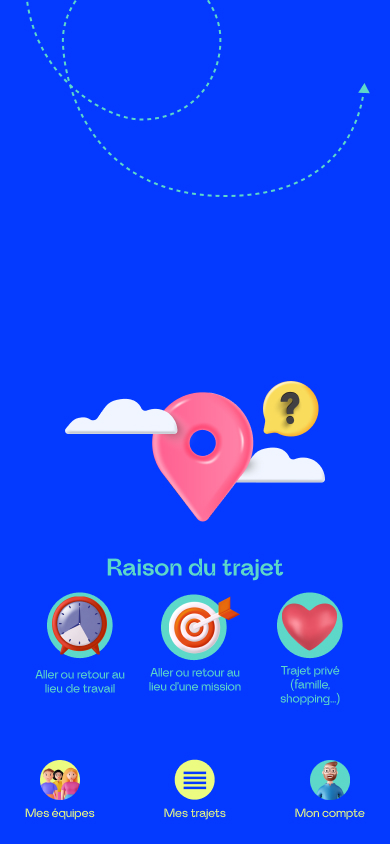 ?
Raison du trajet
Aller ou retour au
lieu de travail
Aller ou retour au
lieu d'une mission
Trajet privé
(famille,
shopping...)
Mes équipes
Mes trajets
Mon compte